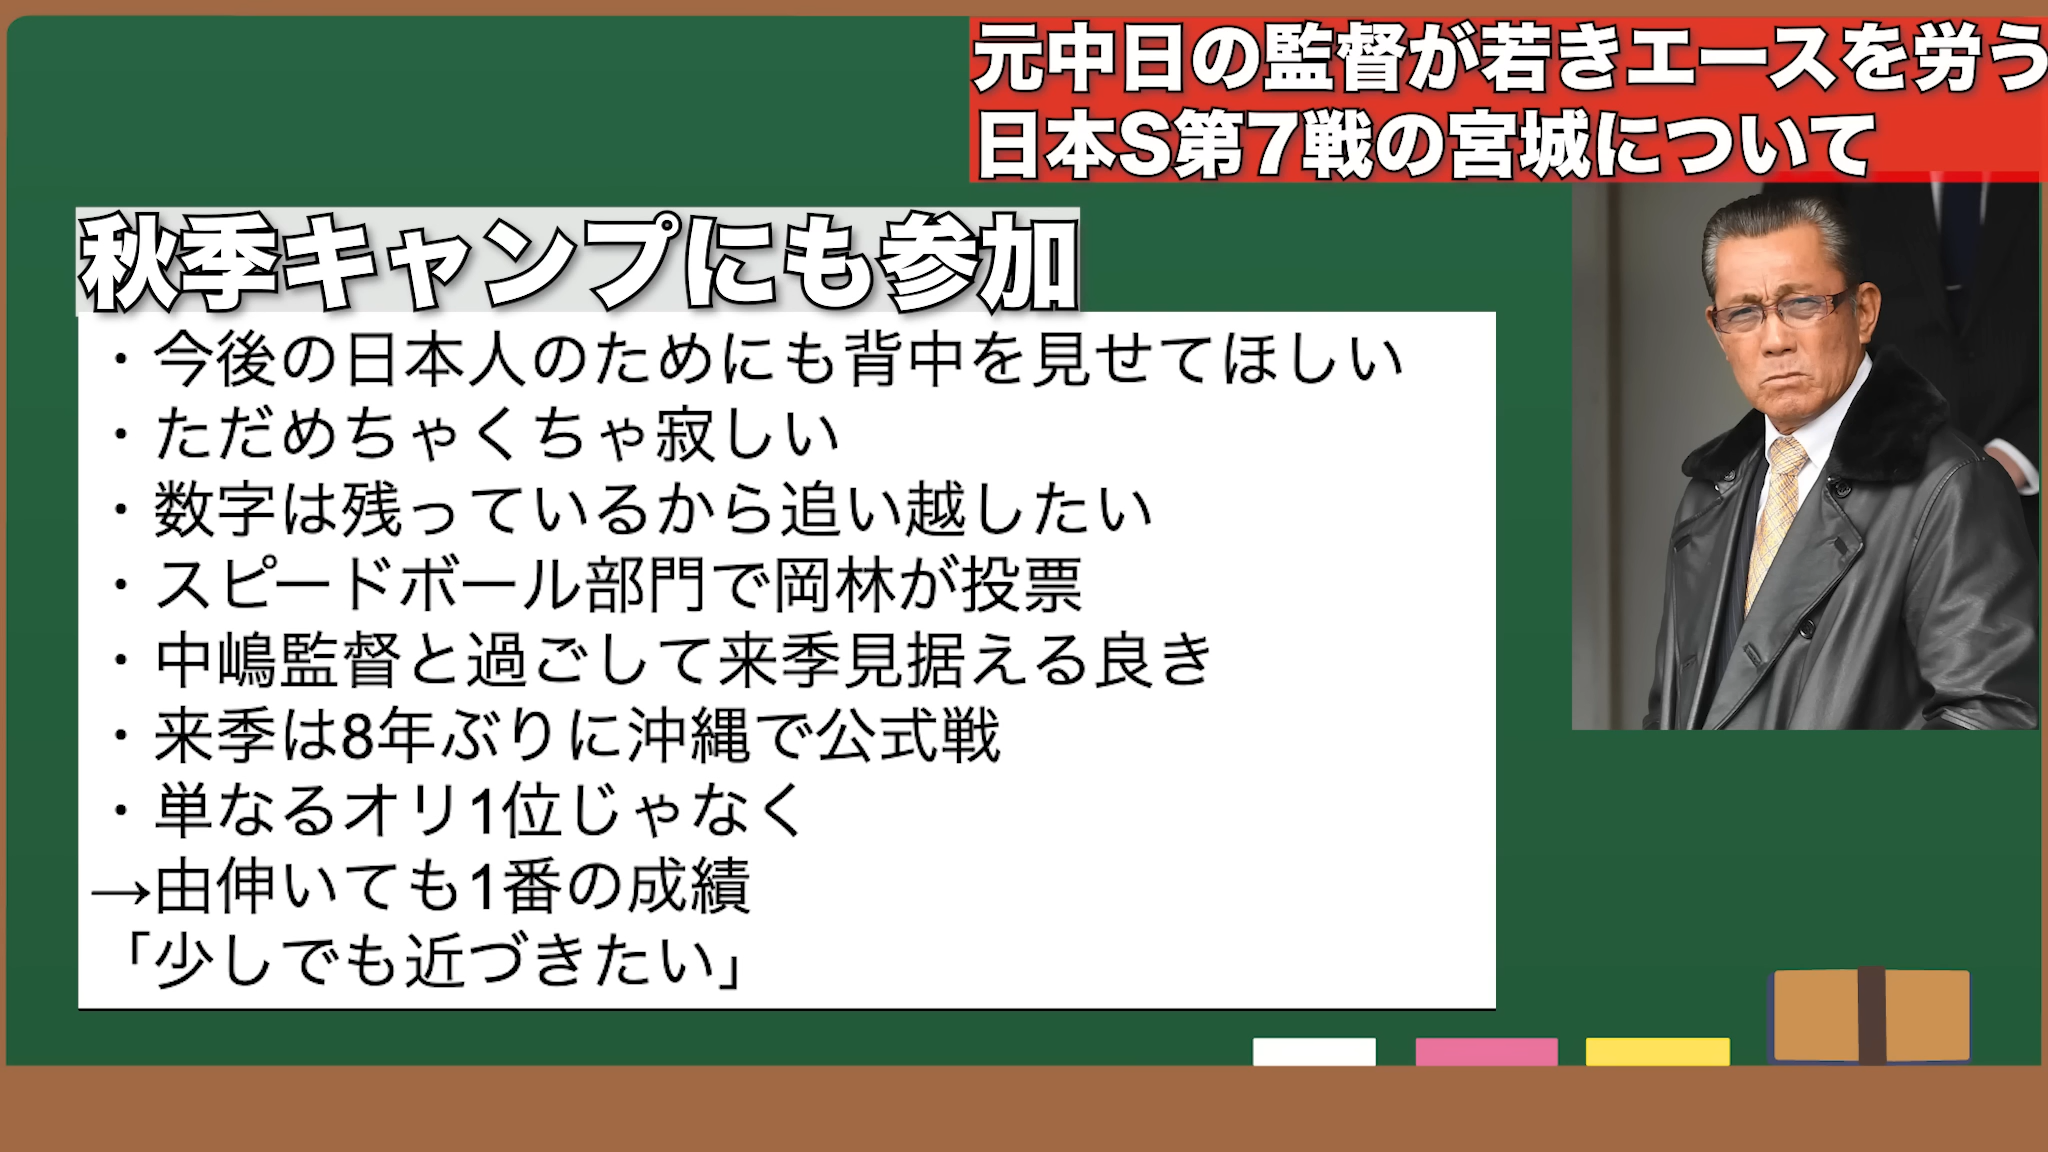 元中日の監督が若きエースを労う
日本S第7戦の宮城について
秋季キャンプにも参加
・今後の日本人のためにも背中を見せてほしい
・ただめちゃくちゃ寂しい
・数字は残っているから追い越したい
・スピードボール部門で岡林が投票
・中嶋監督と過ごして来季見据える良き
・来季は8年ぶりに沖縄で公式戦
・単なるオリ1位じゃなく
→由伸いても1番の成績
「少しでも近づきたい」